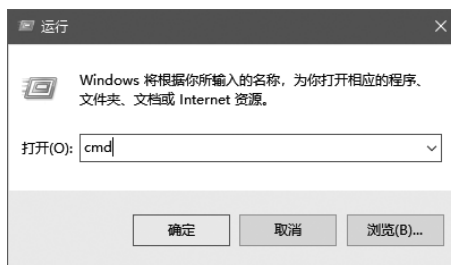 运行
Windows 将根据你所输入的名称，为你打开相应的程序、
文件夹、文档或 Internet 资源。
打开(O): cmd
确定 取消 浏览(B)...